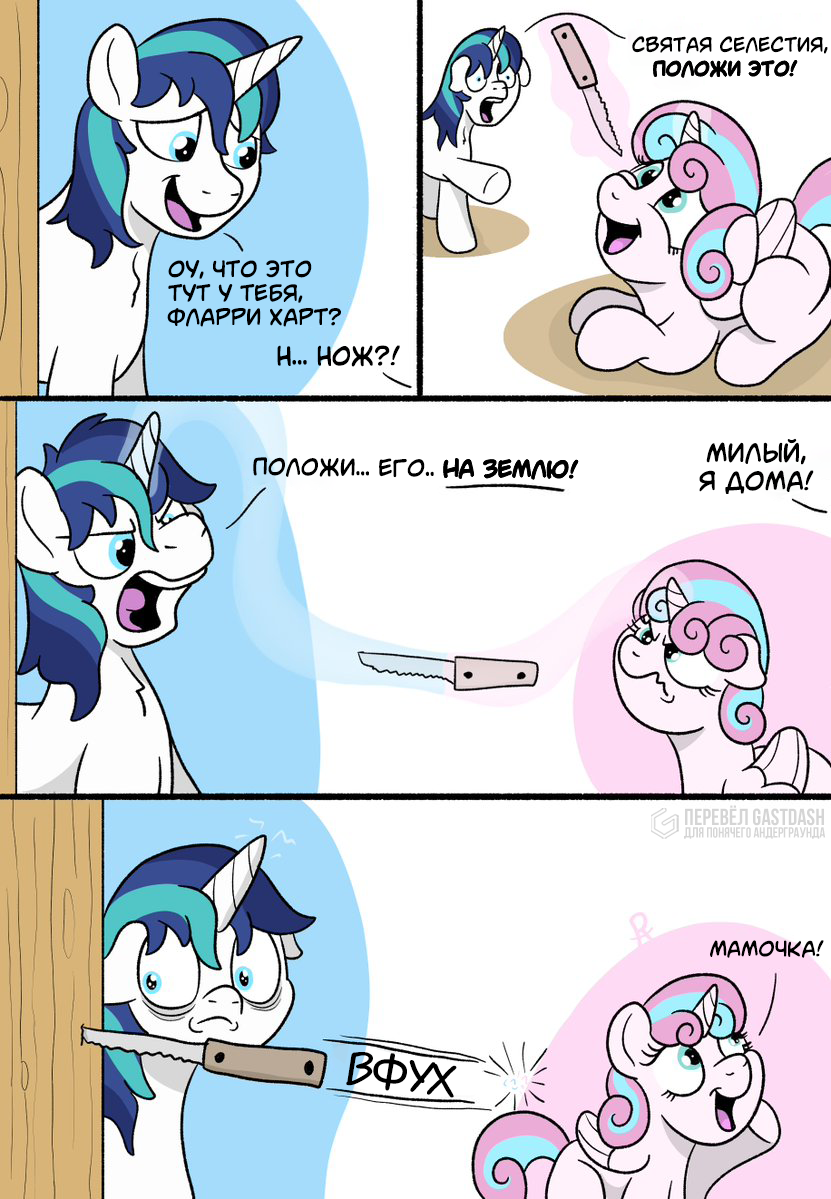 ОУ, ЧТО ЭТО
ТУТ У ТЕБЯ,
ФЛАРРИ ХАРТ?
Н... НОЖ?!
СВЯТАЯ СЕЛЕСТИЯ,
ПОЛОЖИ ЭТО!
ПОЛОЖИ... ЕГО.. НА ЗЕМЛЮ!
МИЛЫЙ,
Я ДОМА!
ПЕРЕВЁЛ GASTDASH
ДЛЯ ПОНЯЧЕГО АНДЕРГРАУНДА
МАМОЧКА!
ВФУХ